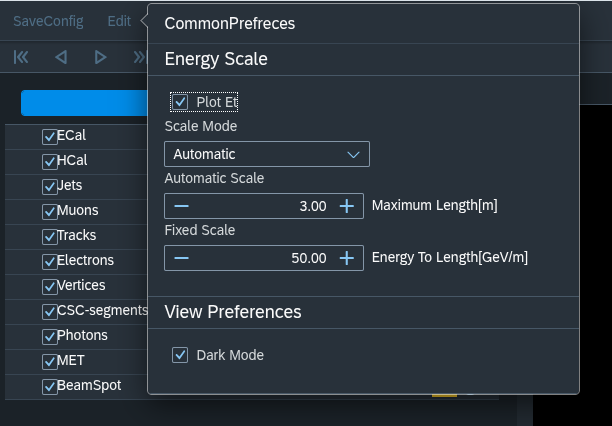 SaveConfig Edit
CommonPrefreces
Energy Scale
Plot Et
Scale Mode
Automatic
Automatic Scale
3.00 Maximum Length[m]
Fixed Scale
50.00 Energy To Length[GeV/m]
View Preferences
Dark Mode
ECal
HCal
Jets
Muons
Tracks
Electrons
Vertices
CSC-segments
Photons
MET
BeamSpot